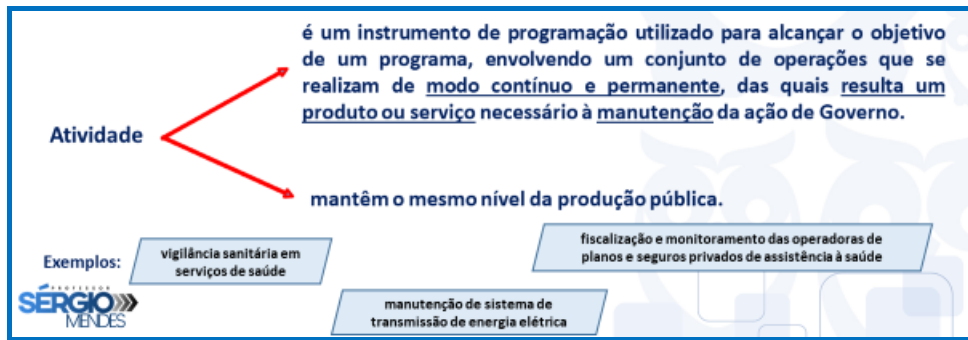 é um instrumento de programação utilizado para alcançar o objetivo
de um programa, envolvendo um conjunto de operações que se
realizam de modo contínuo e permanente, das quais resulta um
produto ou serviço necessário à manutenção da ação de Governo.
Atividade
mantêm o mesmo nível da produção pública.
Exemplos:
vigilância sanitária em
serviços de saúde
fiscalização e monitoramento das operadoras de
planos e seguros privados de assistência à saúde
manutenção de sistema de
transmissão de energia elétrica
PROFESSOR
SÉRGIO
MENDES